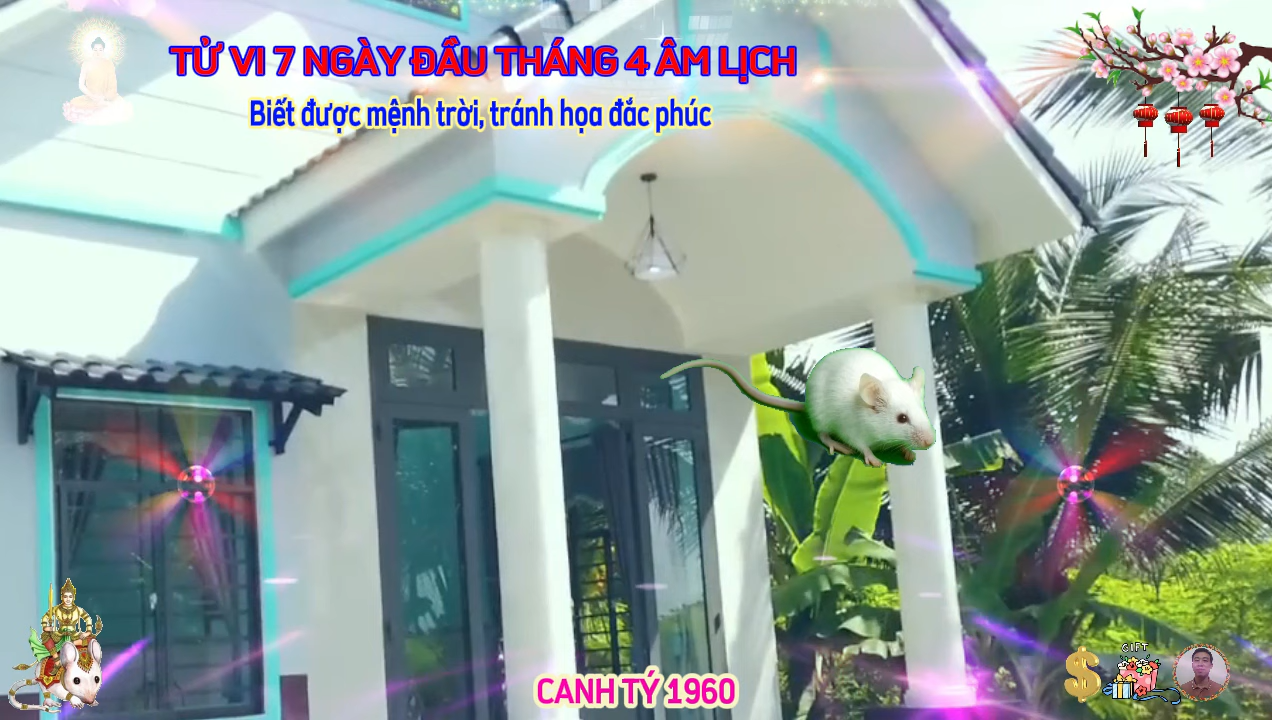 TỬ VI 7 NGÀY ĐẦU THÁNG 4 ÂM LỊCH
Biết được mệnh trời, tránh họa đắc phúc
GIFT
CANH TÝ 1960